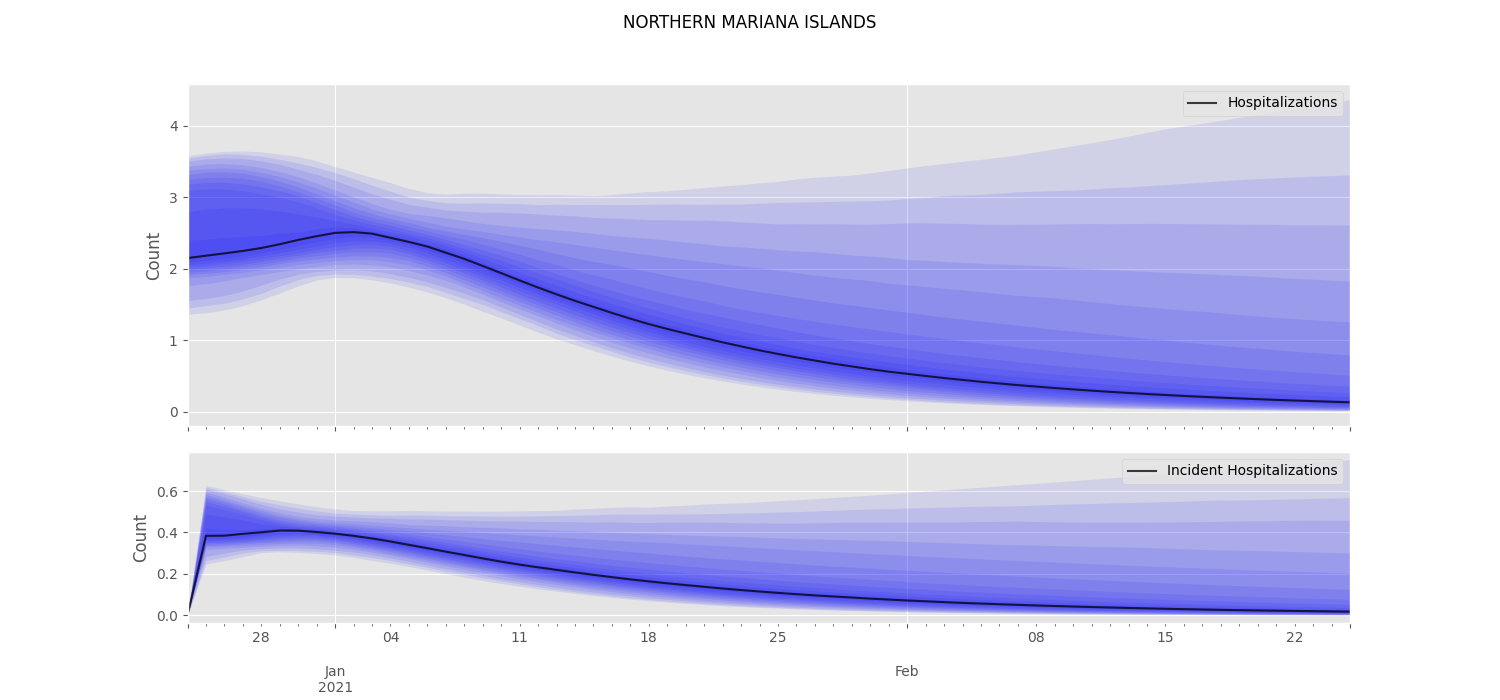 NORTHERN MARIANA ISLANDS
Hospitalizations
Count
4
3
2
1
0
Incident Hospitalizations
Count
0.6
0.4
0.2
0.0
28 04 11 18 25 08 15 22
Jan Feb
2021